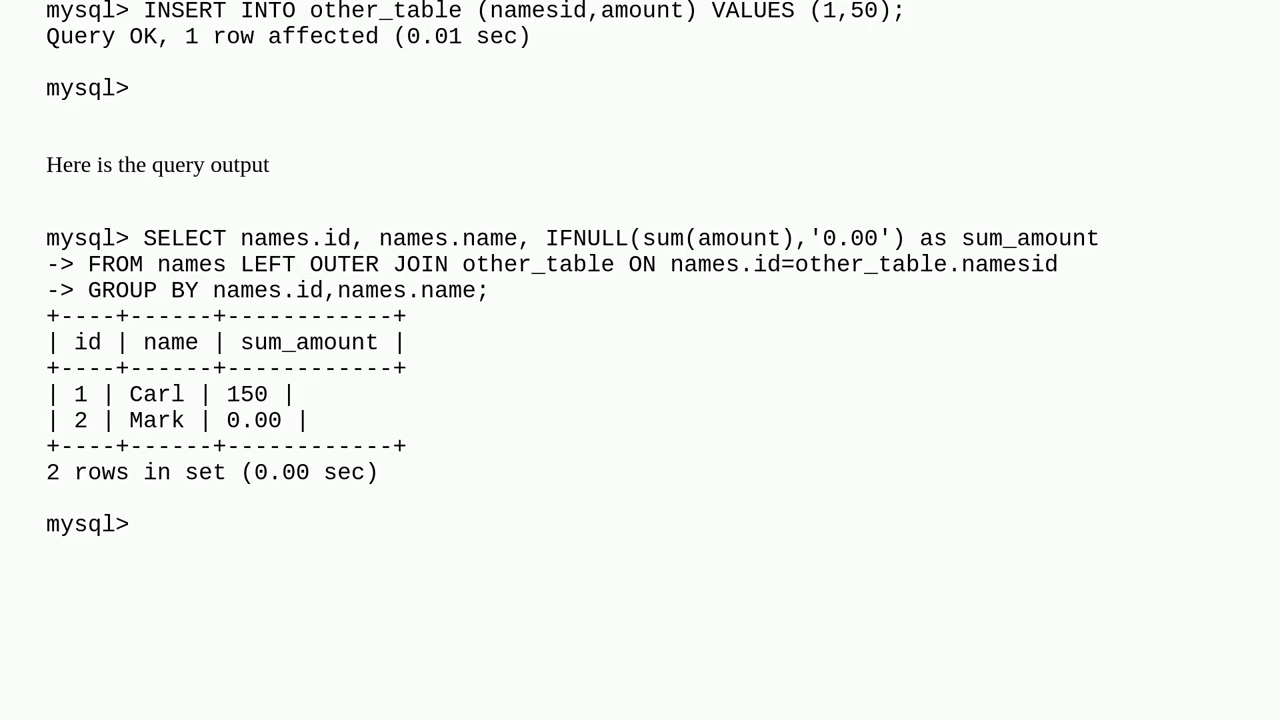 mysql> INSERT INTO other_table (namesid,amount) VALUES (1,50);
Query OK, 1 row affected (0.01 sec)
mysql>
Here is the query output
mysql> SELECT names.id, names.name, IFNULL(sum(amount),'0.00') as sum_amount
-> FROM names LEFT OUTER JOIN other_table ON names.id=other_table.namesid
-> GROUP BY names.id,names.name;
+----+------+------------+
| id | name | sum_amount |
+----+------+------------+
| 1 | Carl | 150 |
| 2 | Mark | 0.00 |
+----+------+------------+
2 rows in set (0.00 sec)
mysql>